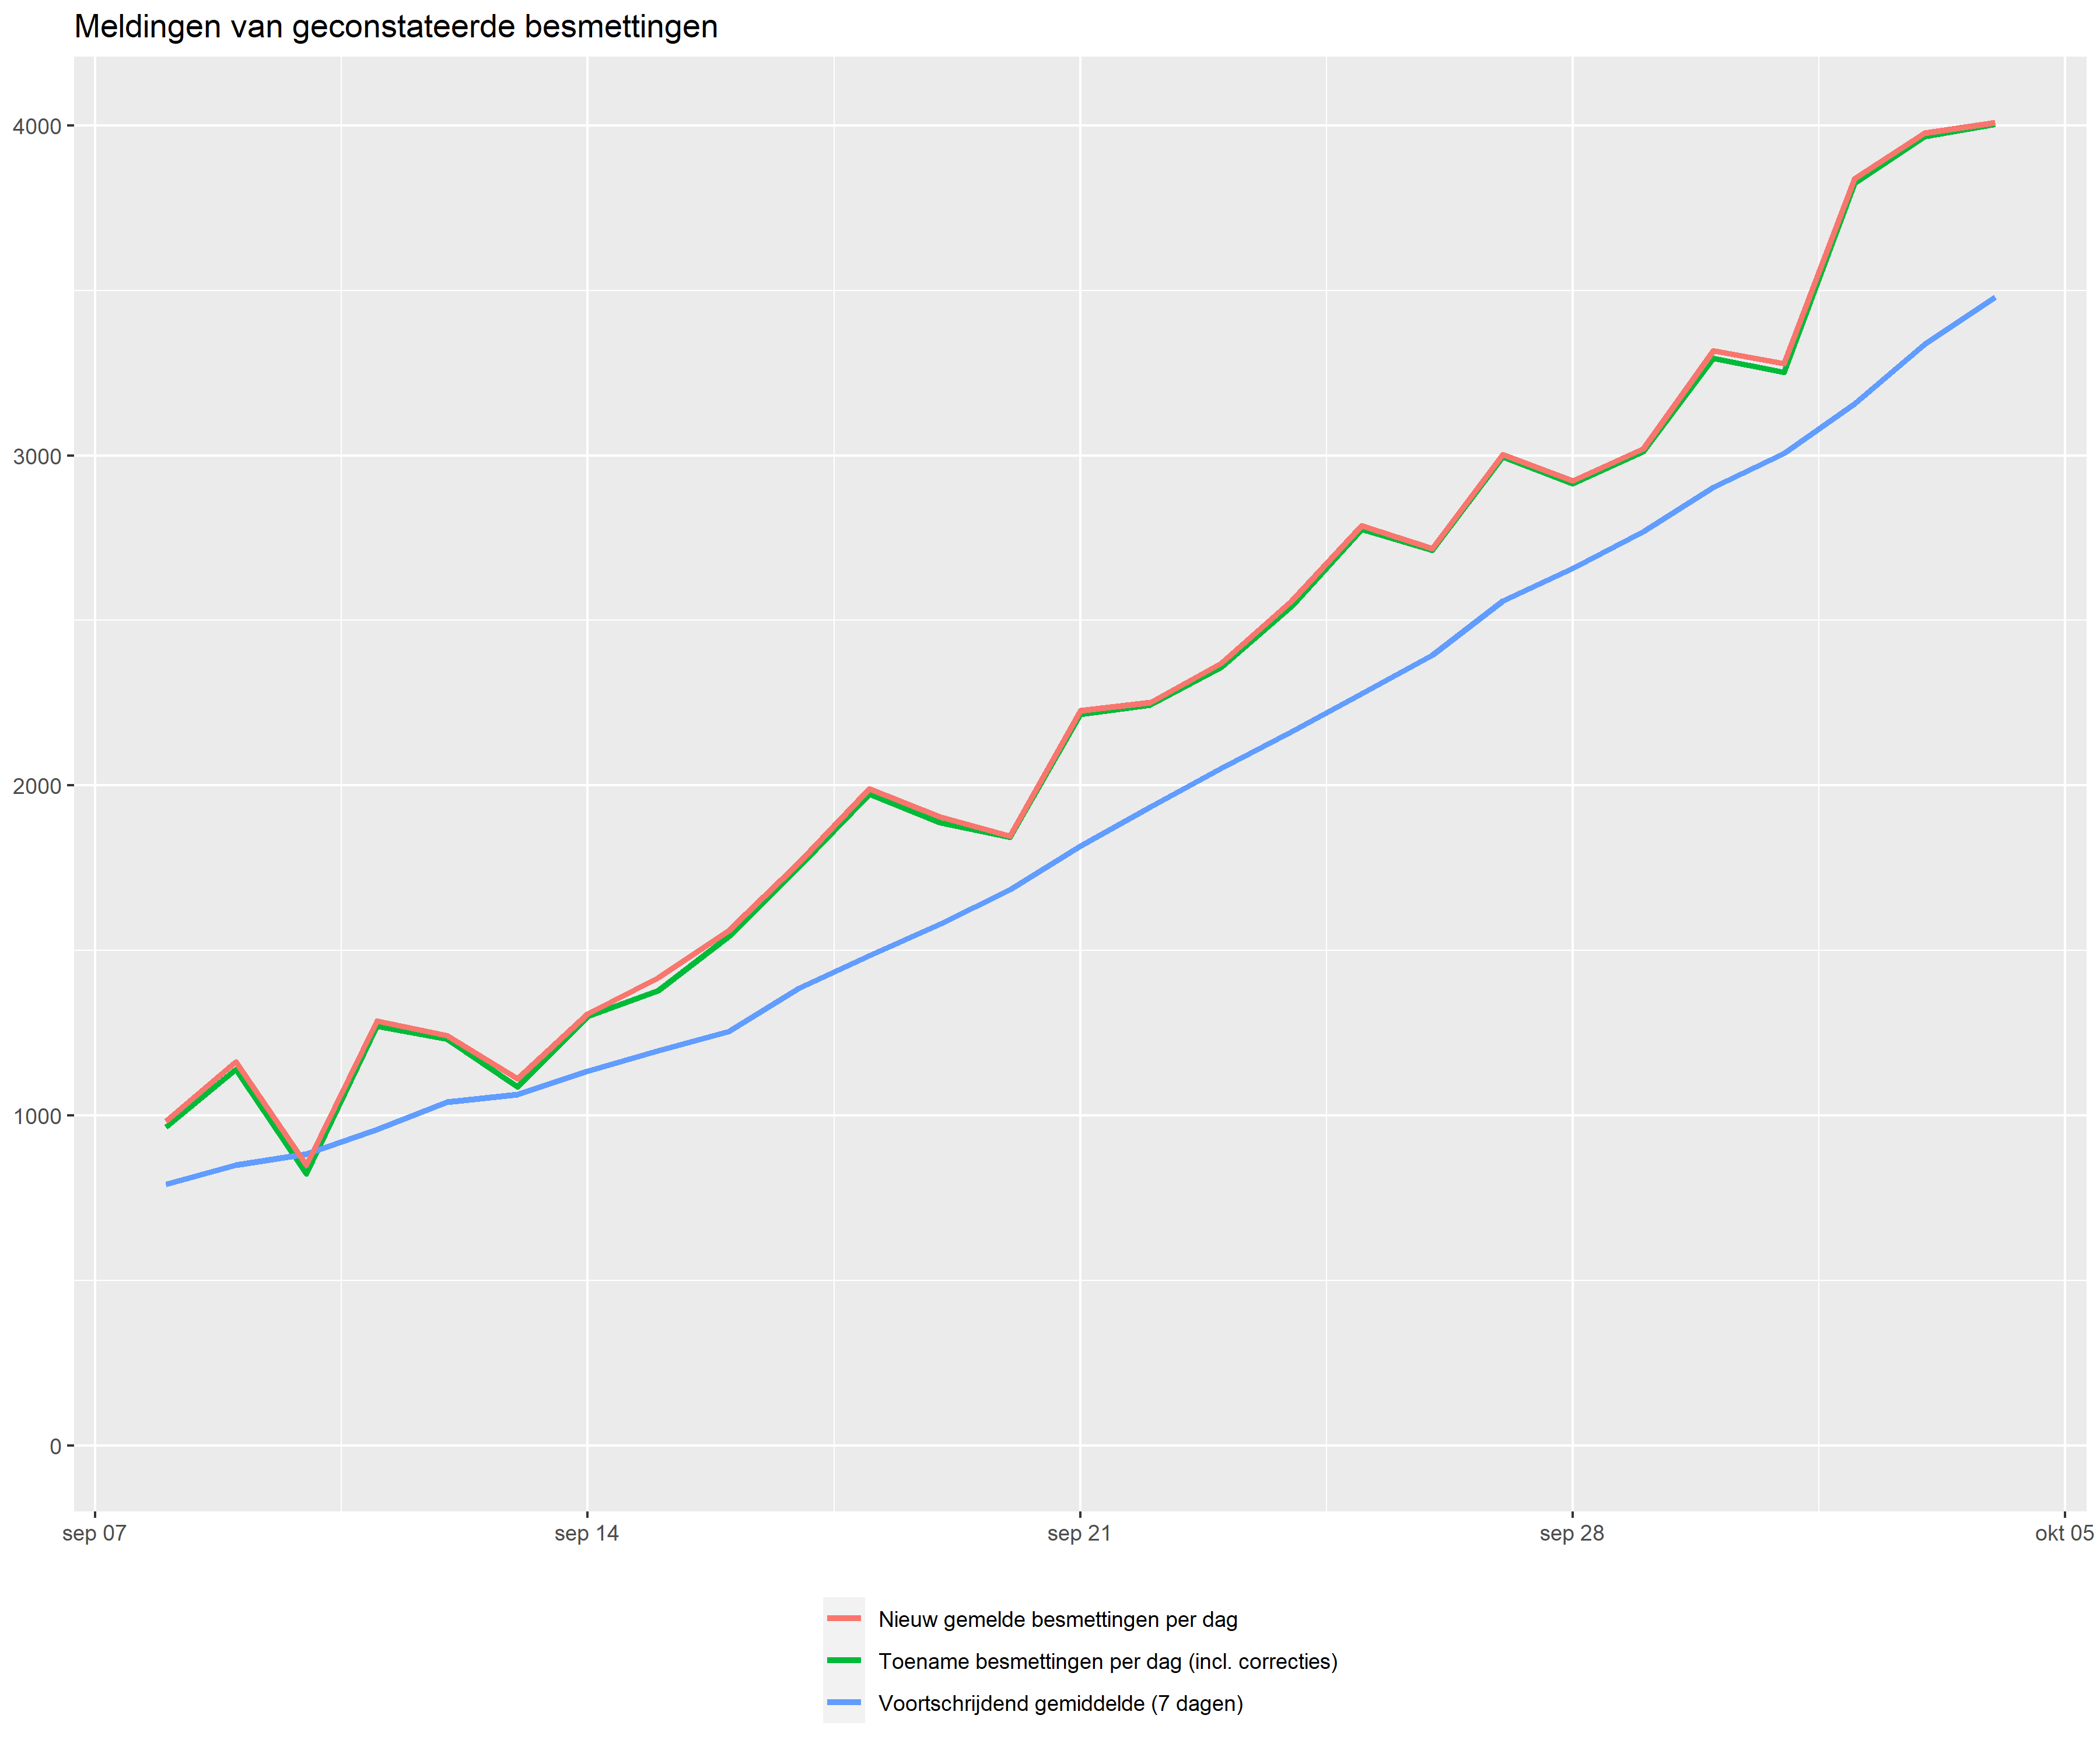 Meldingen van geconstateerde besmettingen
4000
3000
2000
1000
0
sep 07
sep 14
sep 21
sep 28
okt 05
Nieuw gemelde besmettingen per dag
Toename besmettingen per dag (incl. correcties)
Voortschrijdend gemiddelde (7 dagen)